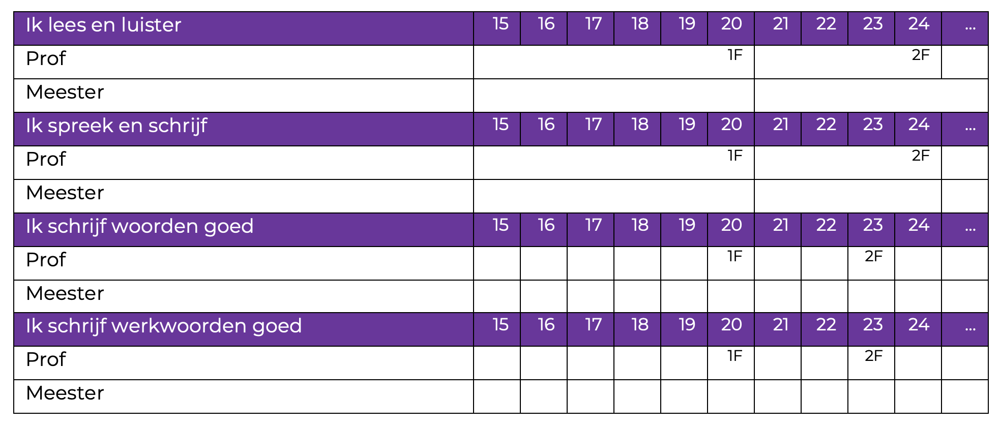 Ik lees en luister 15 16 17 18 19 20 21 22 23 24 ...
Prof 1F 2F
Meester
Ik spreek en schrijf 15 16 17 18 19 20 21 22 23 24 ...
Prof 1F 2F
Meester
Ik schrijf woorden goed 15 16 17 18 19 20 21 22 23 24 ...
Prof 1F 2F
Meester
Ik schrijf werkwoorden goed 15 16 17 18 19 20 21 22 23 24 ...
Prof 1F 2F
Meester